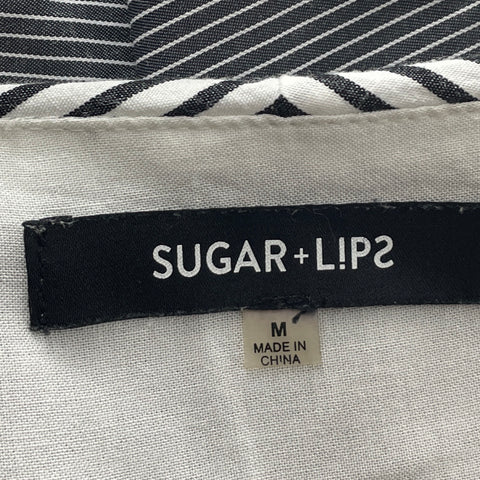 SUGAR + L!PS
M
MADE IN
CHINA